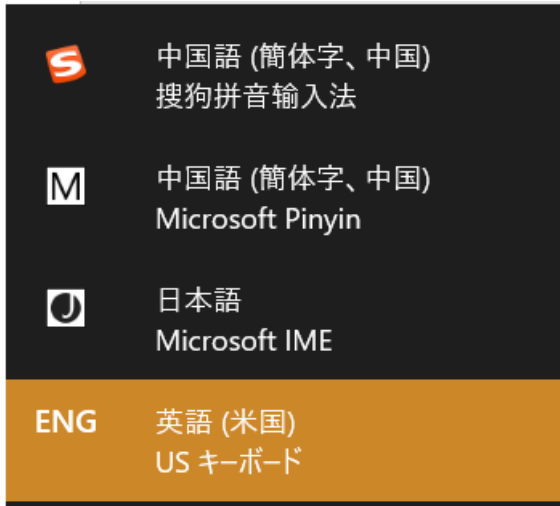 中国語 (簡体字、中国)
搜狗拼音输入法
M
中国語 (簡体字、中国)
Microsoft Pinyin
J
日本語
Microsoft IME
ENG
英語 (米国)
US キーボード